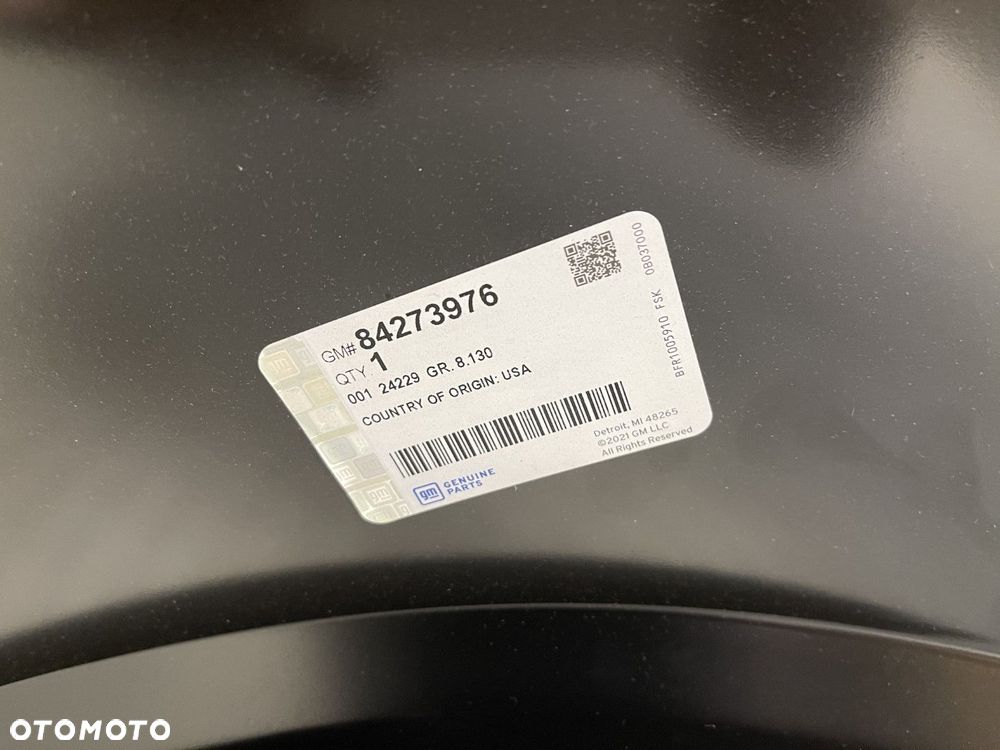 GM# 84273976
QTY. 1
001 24229 GR. 8.130
COUNTRY OF ORIGIN: USA
BFR1005910 FSK 0B037000
Detroit, MI 48265
©2021 GM LLC
All Rights Reserved
gm GENUINE
PARTS
OTOMOTO